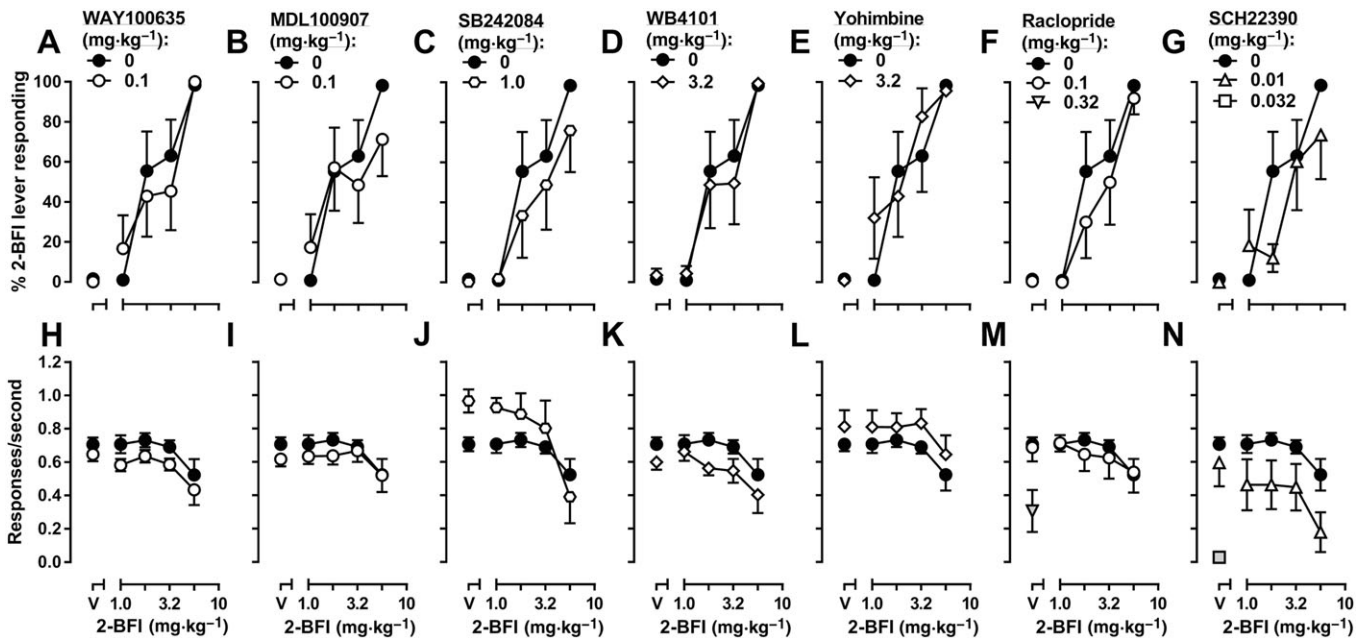 A
WAY100635
(mg·kg⁻¹):
0
0.1
B
MDL100907
(mg·kg⁻¹):
0
0.1
C
SB242084
(mg·kg⁻¹):
0
1.0
D
WB4101
(mg·kg⁻¹):
0
3.2
E
Yohimbine
(mg·kg⁻¹):
0
3.2
F
Raclopride
(mg·kg⁻¹):
0
0.1
0.32
G
SCH22390
(mg·kg⁻¹):
0
0.01
0.032
% 2-BFI lever responding
100
80
60
40
20
0
H
I
J
K
L
M
N
Responses/second
1.2
1.0
0.8
0.6
0.4
0.2
0.0
V 1.0 3.2 10
2-BFI (mg·kg⁻¹)
V 1.0 3.2 10
2-BFI (mg·kg⁻¹)
V 1.0 3.2 10
2-BFI (mg·kg⁻¹)
V 1.0 3.2 10
2-BFI (mg·kg⁻¹)
V 1.0 3.2 10
2-BFI (mg·kg⁻¹)
V 1.0 3.2 10
2-BFI (mg·kg⁻¹)
V 1.0 3.2 10
2-BFI (mg·kg⁻¹)